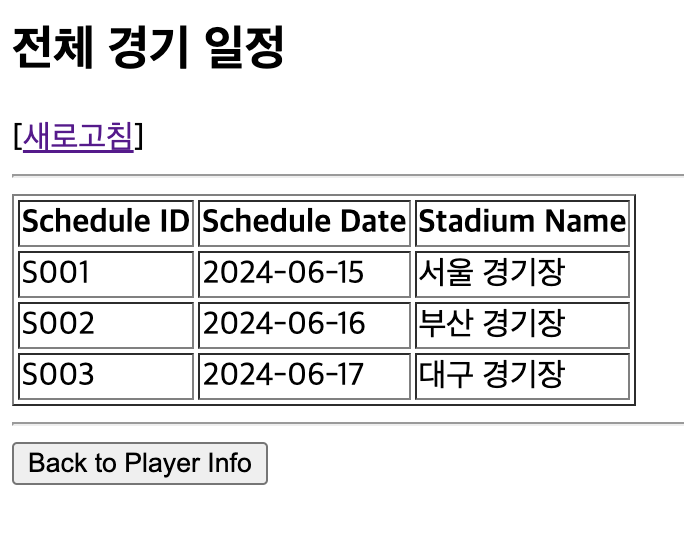 전체 경기 일정
[새로고침]
Schedule ID Schedule Date Stadium Name
S001 2024-06-15 서울 경기장
S002 2024-06-16 부산 경기장
S003 2024-06-17 대구 경기장
Back to Player Info